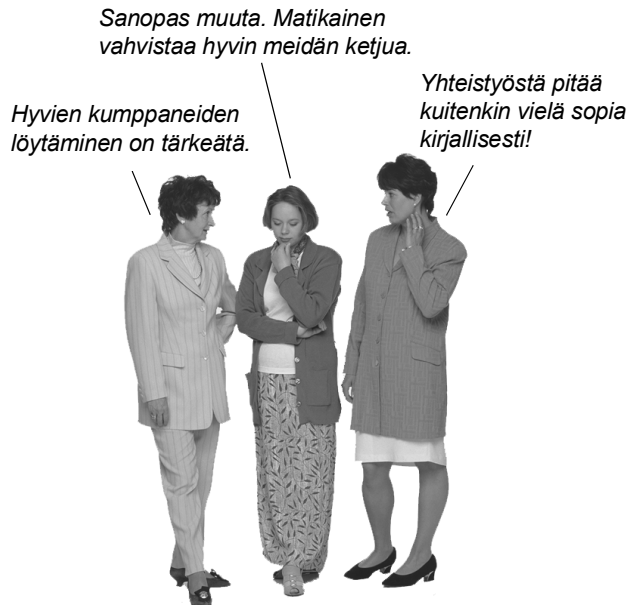 Sanopas muuta. Matikainen
vahvistaa hyvin meidän ketjua.
Hyvien kumppaneiden
löytäminen on tärkeätä.
Yhteistyöstä pitää
kuitenkin vielä sopia
kirjallisesti!